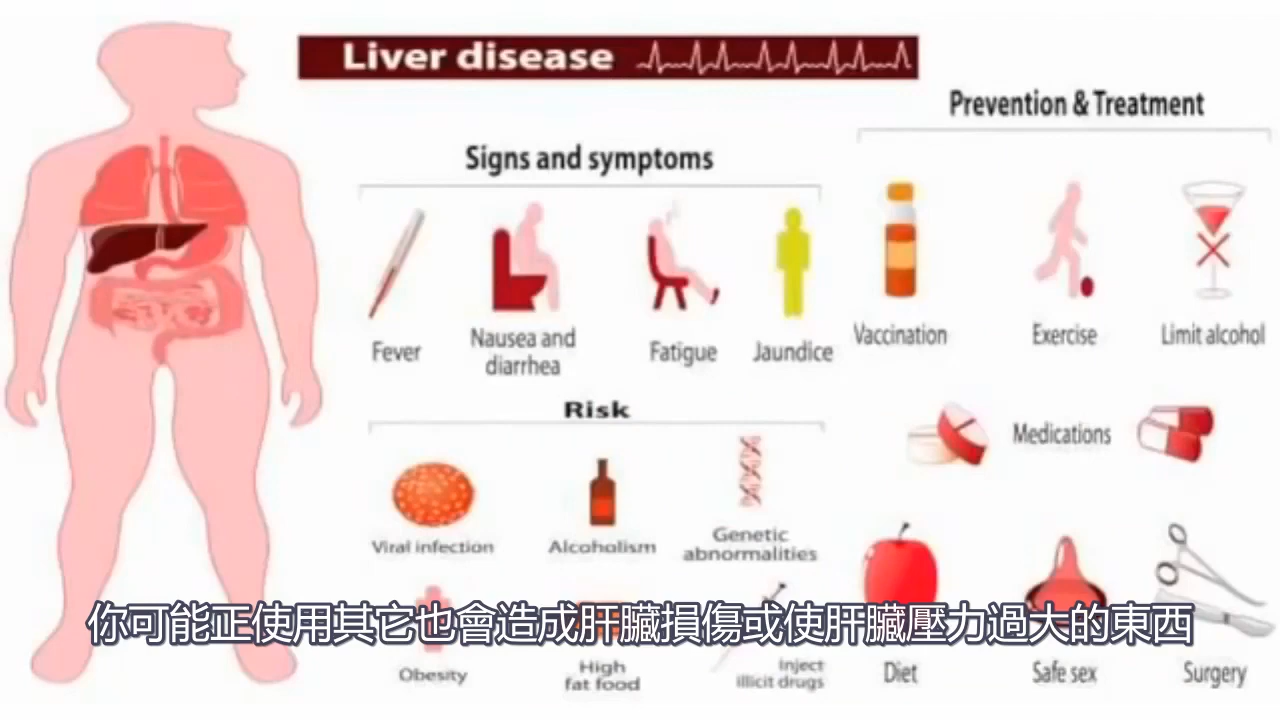 Liver disease
Prevention & Treatment
Signs and symptoms
Fever
Nausea and
diarrhea
Fatigue
Jaundice
Vaccination
Exercise
Limit alcohol
Risk
Medications
Viral infection
Alcoholism
Genetic
abnormalities
你可能正使用其它也會造成肝臟損傷或使肝臟壓力過大的東西
Obesity
High
fat food
Inject
illicit drugs
Diet
Safe sex
Surgery